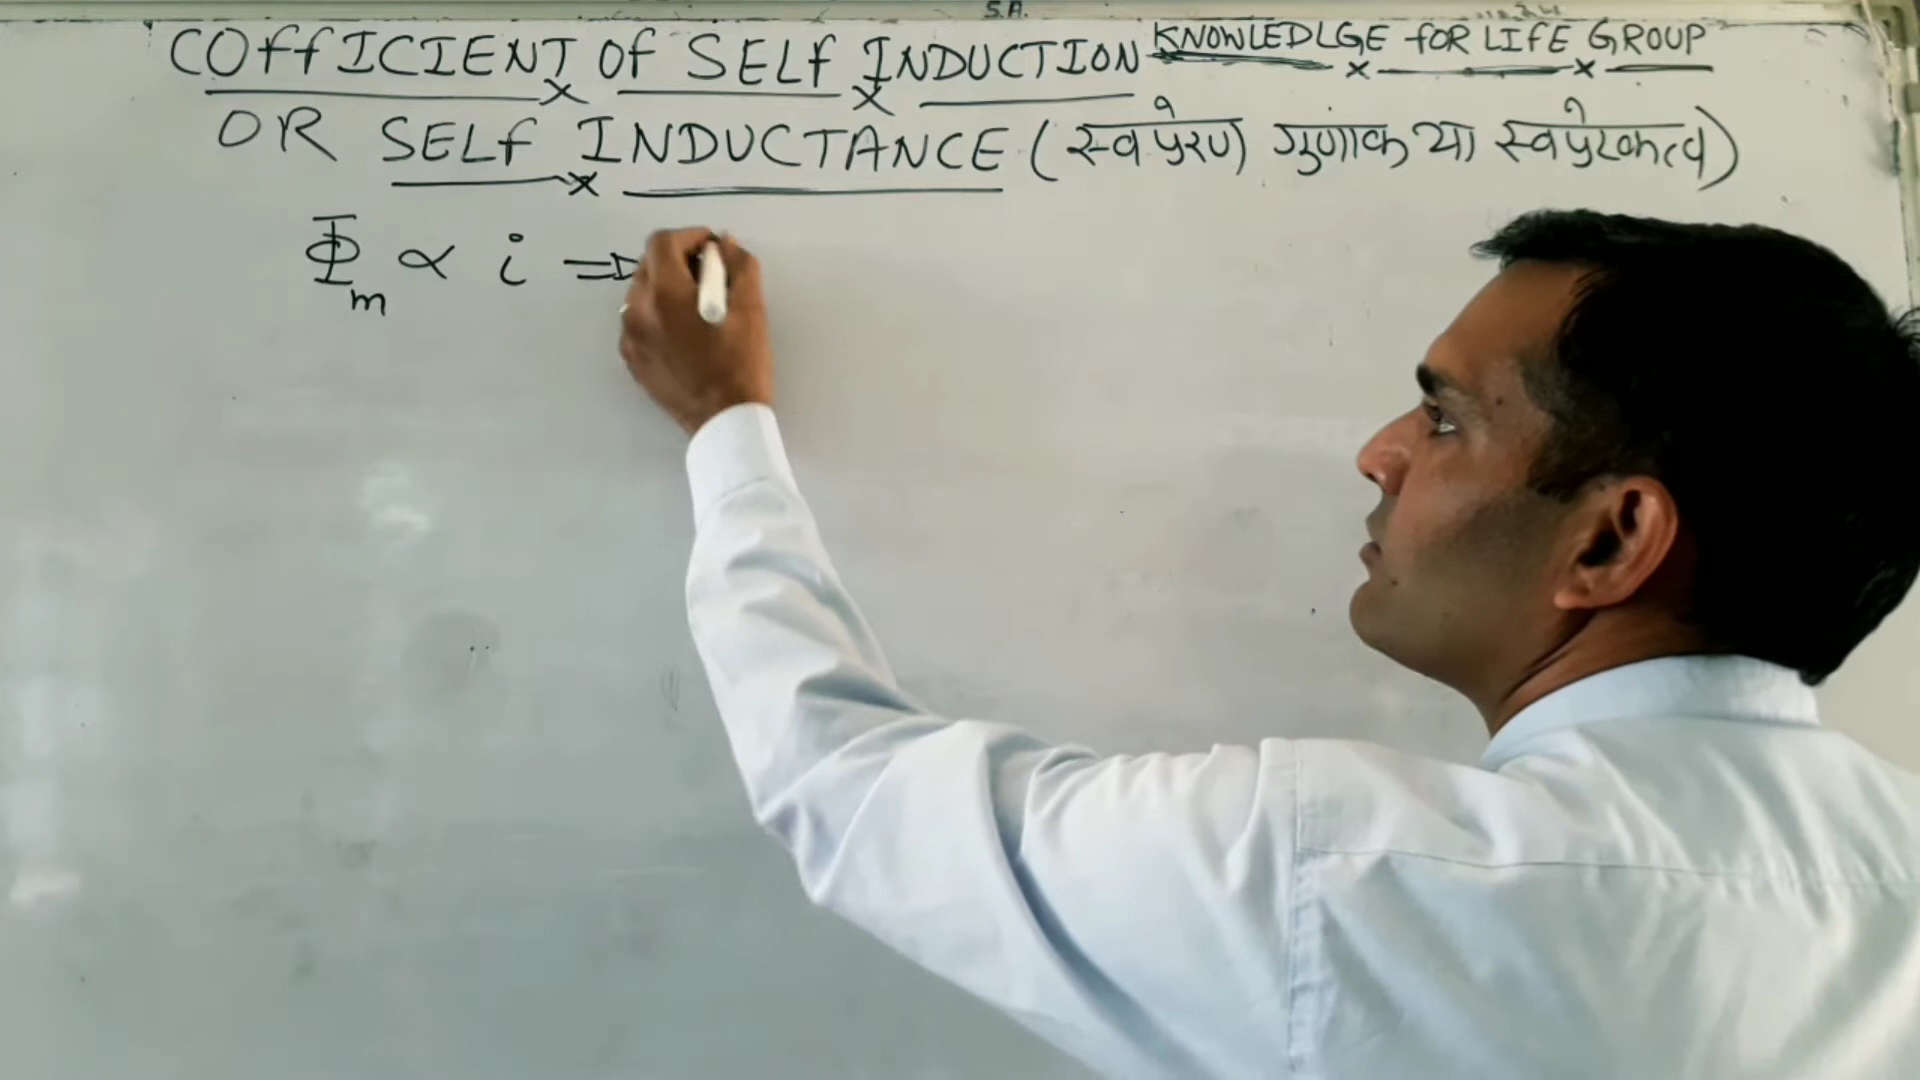 S.A.
COFFICIENT OF SELF INDUCTION KNOWLEDLGE FOR LIFE GROUP
OR SELF INDUCTANCE (स्वप्रेरण गुणांक या स्वप्रेरकत्व)
Φm ∝ i ⇒